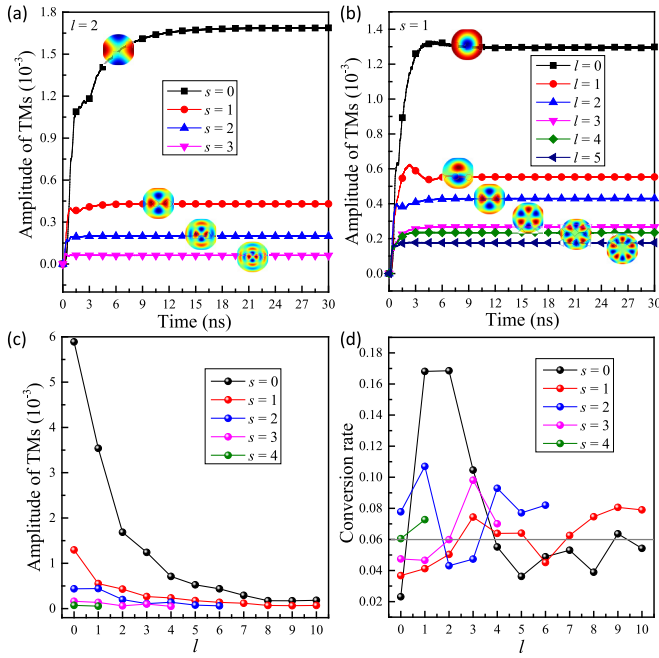 (a)
l = 2
Amplitude of TMs (10⁻³)
1.8
1.5
1.2
0.9
0.6
0.3
0.0
s = 0
s = 1
s = 2
s = 3
0 3 6 9 12 15 18 21 24 27 30
Time (ns)
(b)
s = 1
Amplitude of TMs (10⁻³)
1.4
1.2
1.0
0.8
0.6
0.4
0.2
0.0
l = 0
l = 1
l = 2
l = 3
l = 4
l = 5
0 3 6 9 12 15 18 21 24 27 30
Time (ns)
(c)
Amplitude of TMs (10⁻³)
6
5
4
3
2
1
0
s = 0
s = 1
s = 2
s = 3
s = 4
0 1 2 3 4 5 6 7 8 9 10
l
(d)
Conversion rate
0.18
0.16
0.14
0.12
0.10
0.08
0.06
0.04
0.02
s = 0
s = 1
s = 2
s = 3
s = 4
0 1 2 3 4 5 6 7 8 9 10
l